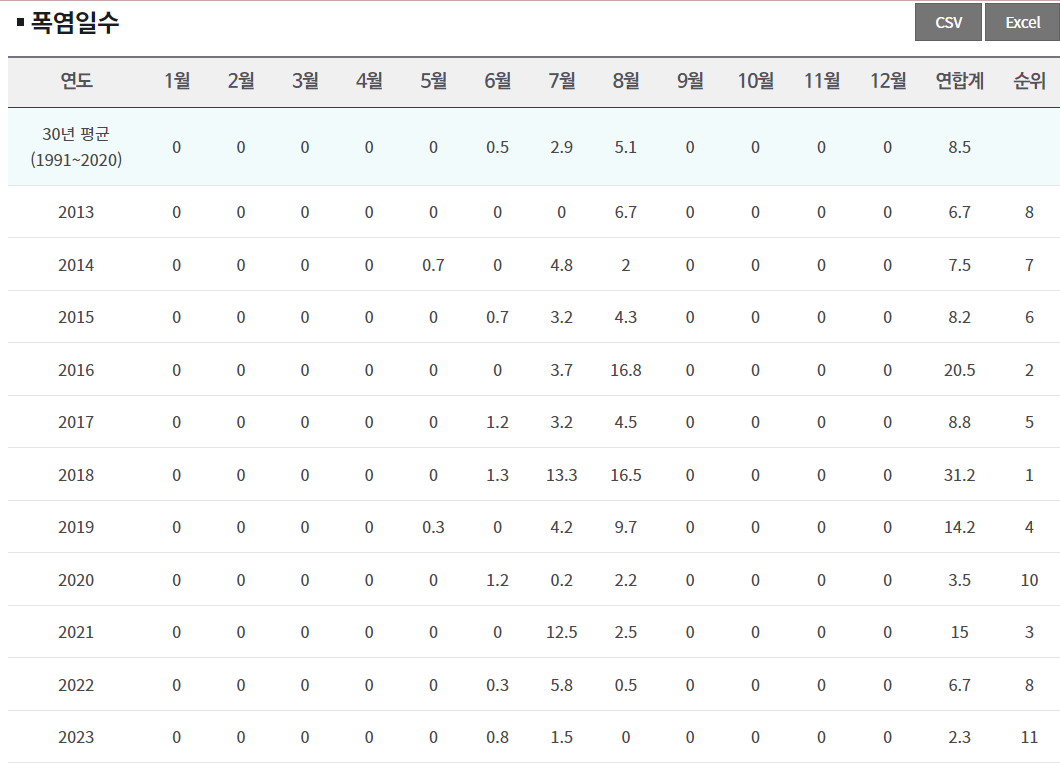 폭염일수
CSV Excel
연도 1월 2월 3월 4월 5월 6월 7월 8월 9월 10월 11월 12월 연합계 순위
30년 평균
(1991~2020) 0 0 0 0 0 0.5 2.9 5.1 0 0 0 0 8.5
2013 0 0 0 0 0 0 0 6.7 0 0 0 0 6.7 8
2014 0 0 0 0 0.7 0 4.8 2 0 0 0 0 7.5 7
2015 0 0 0 0 0 0.7 3.2 4.3 0 0 0 0 8.2 6
2016 0 0 0 0 0 0 3.7 16.8 0 0 0 0 20.5 2
2017 0 0 0 0 0 1.2 3.2 4.5 0 0 0 0 8.8 5
2018 0 0 0 0 0 1.3 13.3 16.5 0 0 0 0 31.2 1
2019 0 0 0 0 0.3 0 4.2 9.7 0 0 0 0 14.2 4
2020 0 0 0 0 0 1.2 0.2 2.2 0 0 0 0 3.5 10
2021 0 0 0 0 0 0 12.5 2.5 0 0 0 0 15 3
2022 0 0 0 0 0 0.3 5.8 0.5 0 0 0 0 6.7 8
2023 0 0 0 0 0 0.8 1.5 0 0 0 0 0 2.3 11